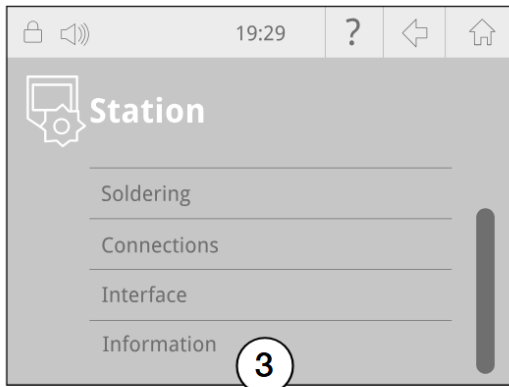 19:29 ?
Station
Soldering
Connections
Interface
Information
3